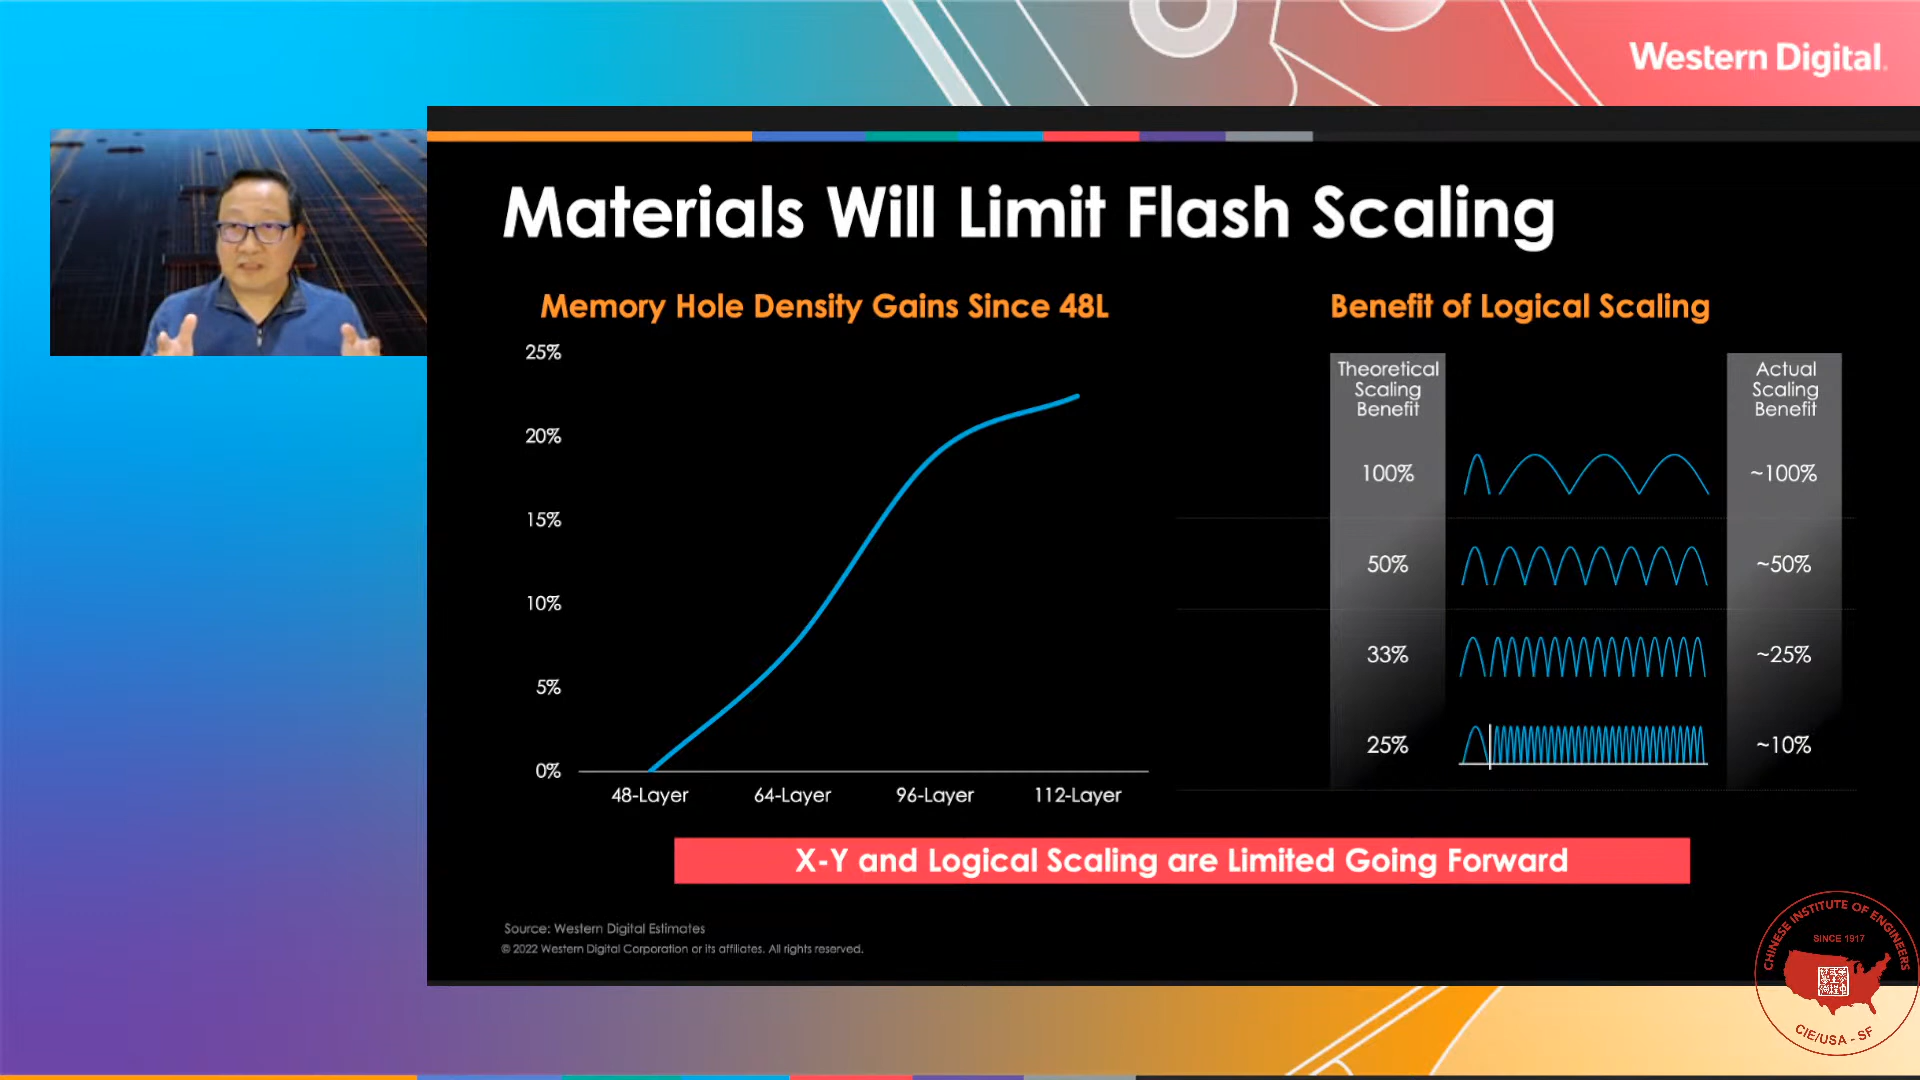 Western Digital.
Materials Will Limit Flash Scaling
Memory Hole Density Gains Since 48L
25%
20%
15%
10%
5%
0%
48-Layer 64-Layer 96-Layer 112-Layer
Benefit of Logical Scaling
Theoretical
Scaling
Benefit
Actual
Scaling
Benefit
100% ~100%
50% ~50%
33% ~25%
25% ~10%
X-Y and Logical Scaling are Limited Going Forward
Source: Western Digital Estimates
© 2022 Western Digital Corporation or its affiliates. All rights reserved.
CHINESE INSTITUTE OF ENGINEERS
SINCE 1917
CIE/USA - SF